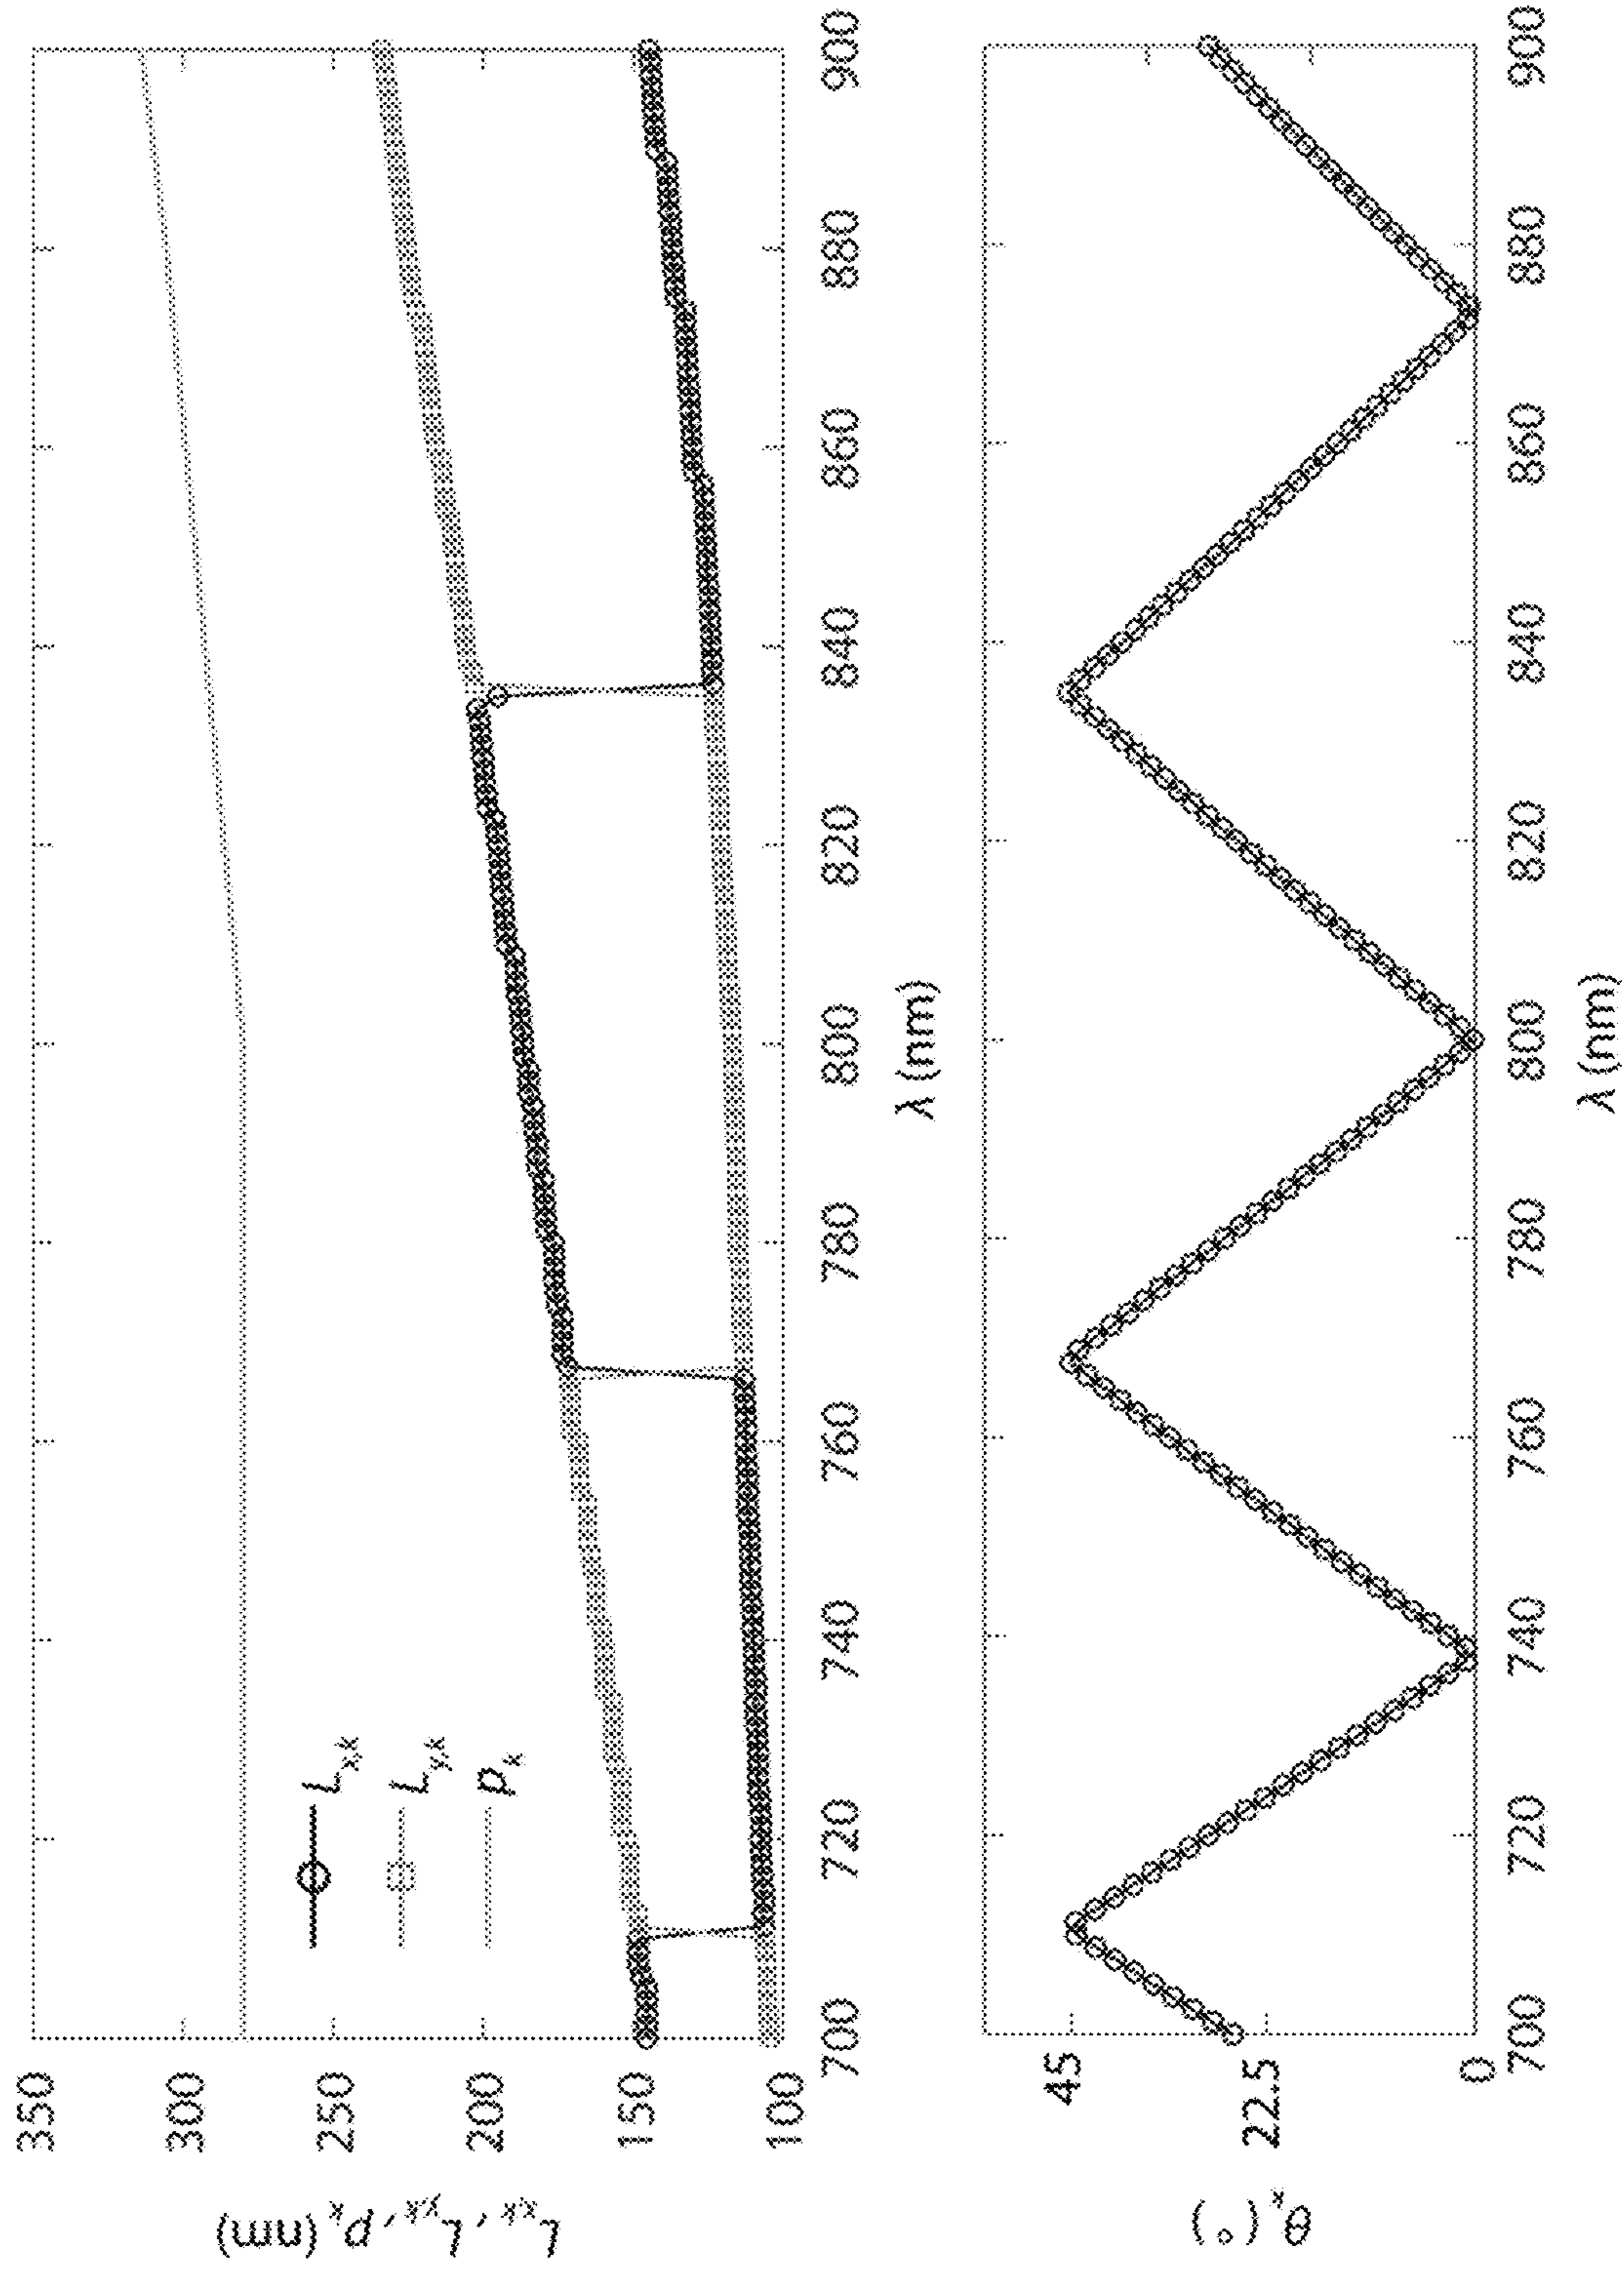 L_{x,k}, L_{y,k}, p_k (nm)
350
300
250
200
150
100
L_{x,k}
L_{y,k}
p_k
700 720 740 760 780 800 820 840 860 880 900
λ (nm)
θ_k (°)
45
22.5
0
700 720 740 760 780 800 820 840 860 880 900
λ (nm)